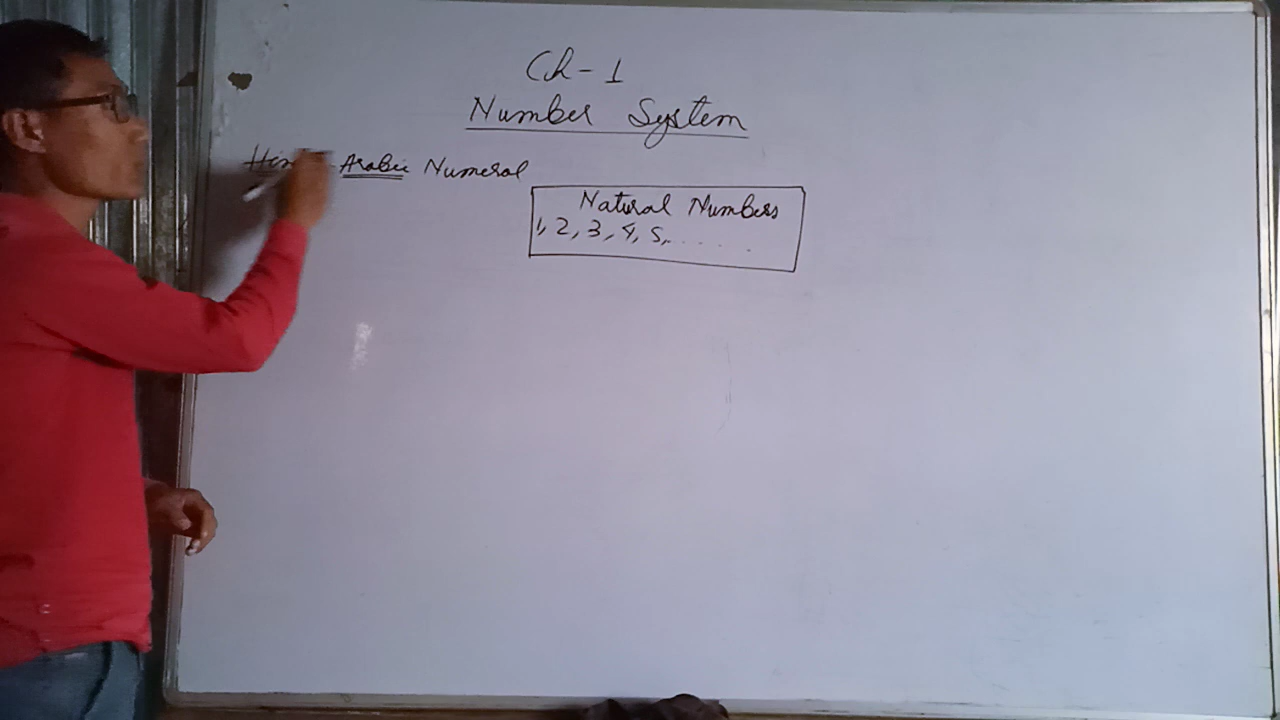 Ch-1
Number System
Arabic Numeral
Natural Numbers
1, 2, 3, 4, 5, . . . . .